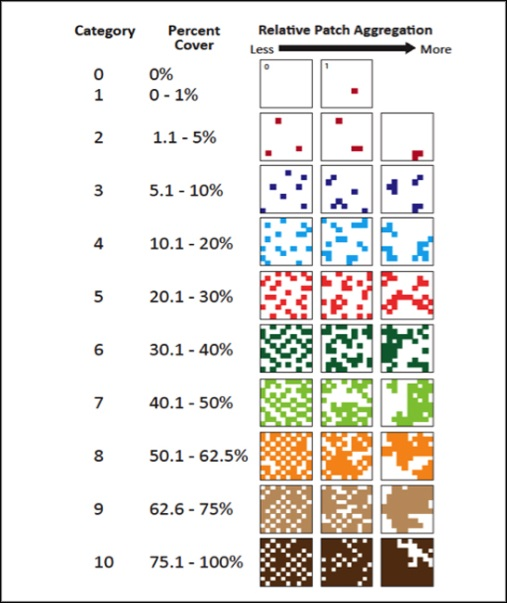 Category Percent Cover Relative Patch Aggregation
Less More
0 0% 0 1
1 0 - 1%
2 1.1 - 5%
3 5.1 - 10%
4 10.1 - 20%
5 20.1 - 30%
6 30.1 - 40%
7 40.1 - 50%
8 50.1 - 62.5%
9 62.6 - 75%
10 75.1 - 100%